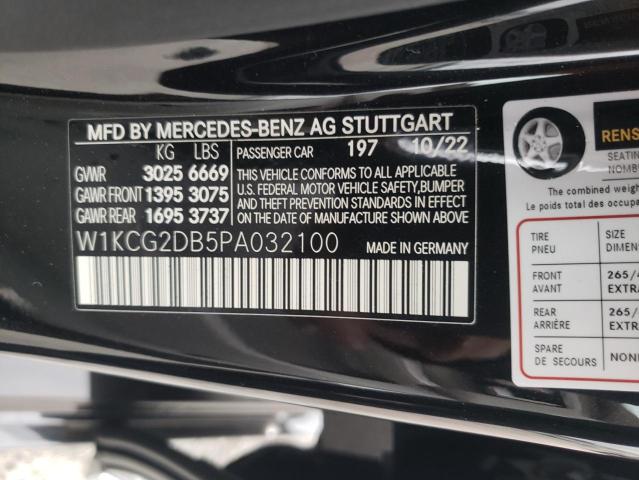 MFD BY MERCEDES-BENZ AG STUTTGART
KG LBS
GVWR 3025 6669
GAWR FRONT 1395 3075
GAWR REAR 1695 3737
PASSENGER CAR 197 10/22
THIS VEHICLE CONFORMS TO ALL APPLICABLE
U.S. FEDERAL MOTOR VEHICLE SAFETY, BUMPER
AND THEFT PREVENTION STANDARDS IN EFFECT
ON THE DATE OF MANUFACTURE SHOWN ABOVE.
W1KCG2DB5PA032100
MADE IN GERMANY
RENS
SEATIN
NOMB
The combined weig
Le poids total des occu
TIRE SIZE
PNEU DIMEN
FRONT 265/4
AVANT EXTRA
REAR 265/
ARRIÈRE EXTR
SPARE NON
DE SECOURS